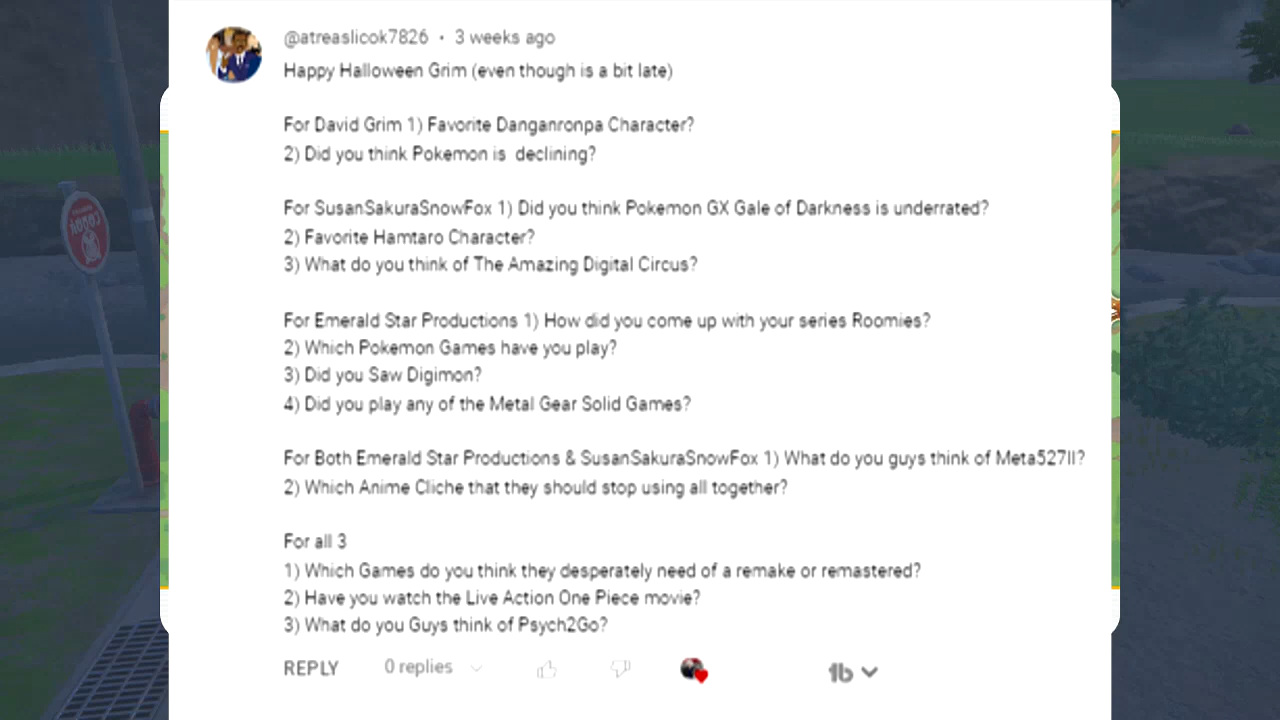 @atreaslicok7826 • 3 weeks ago
Happy Halloween Grim (even though is a bit late)
For David Grim 1) Favorite Danganronpa Character?
2) Did you think Pokemon is declining?
For SusanSakuraSnowFox 1) Did you think Pokemon GX Gale of Darkness is underrated?
2) Favorite Hamtaro Character?
3) What do you think of The Amazing Digital Circus?
For Emerald Star Productions 1) How did you come up with your series Roomies?
2) Which Pokemon Games have you play?
3) Did you Saw Digimon?
4) Did you play any of the Metal Gear Solid Games?
For Both Emerald Star Productions & SusanSakuraSnowFox 1) What do you guys think of Meta527II?
2) Which Anime Cliche that they should stop using all together?
For all 3
1) Which Games do you think they desperately need of a remake or remastered?
2) Have you watch the Live Action One Piece movie?
3) What do you Guys think of Psych2Go?
REPLY 0 replies